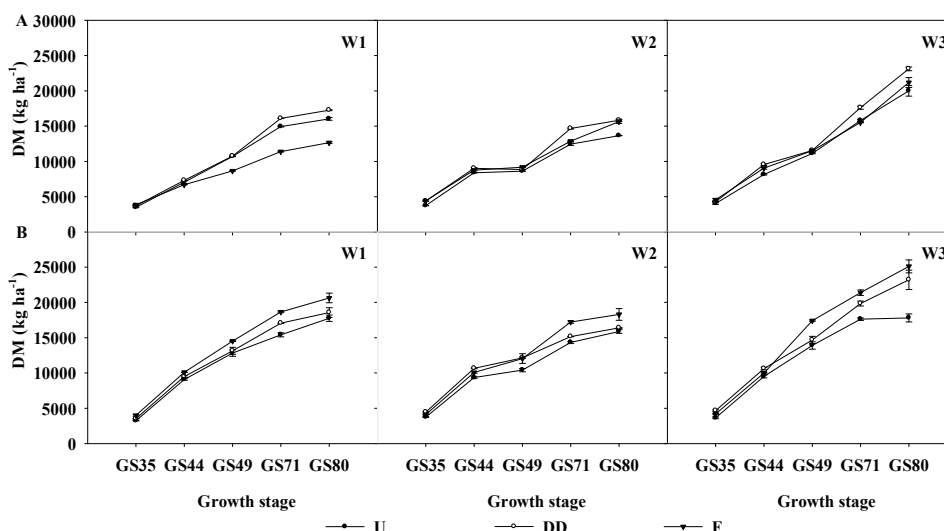 A
30000
25000
20000
15000
10000
5000
0
DM (kg ha⁻¹)
W1
W2
W3
B
25000
20000
15000
10000
5000
0
DM (kg ha⁻¹)
W1
W2
W3
GS35 GS44 GS49 GS71 GS80
GS35 GS44 GS49 GS71 GS80
GS35 GS44 GS49 GS71 GS80
Growth stage
Growth stage
Growth stage
U
DD
F